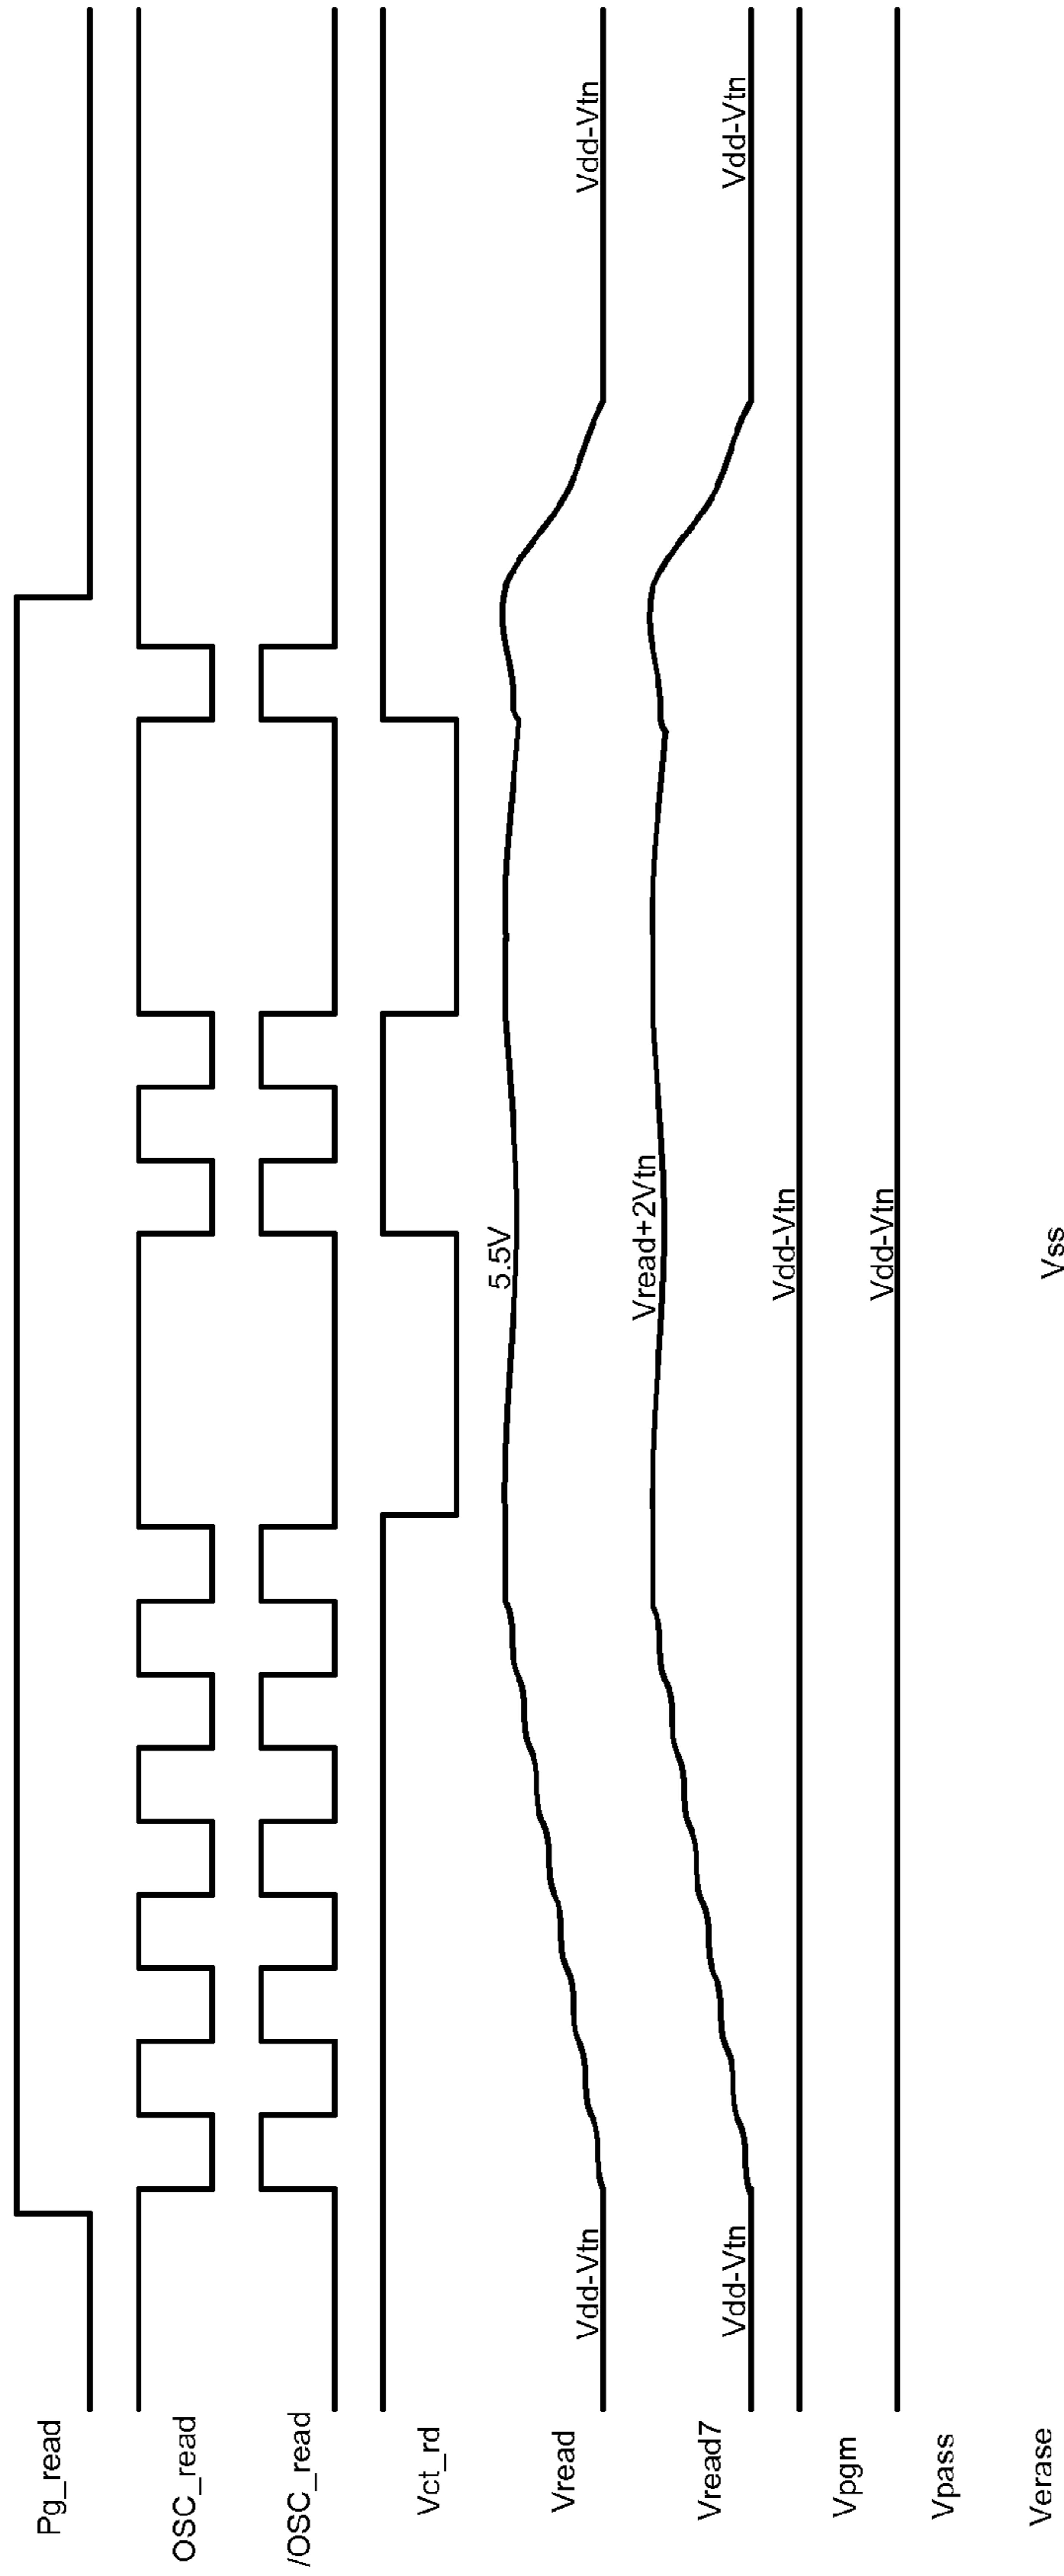 Pg_read
OSC_read
/OSC_read
Vct_rd
Vread
Vdd-Vtn
5.5V
Vdd-Vtn
Vread7
Vdd-Vtn
Vread+2Vtn
Vdd-Vtn
Vpgm
Vdd-Vtn
Vpass
Vdd-Vtn
Verase
Vss